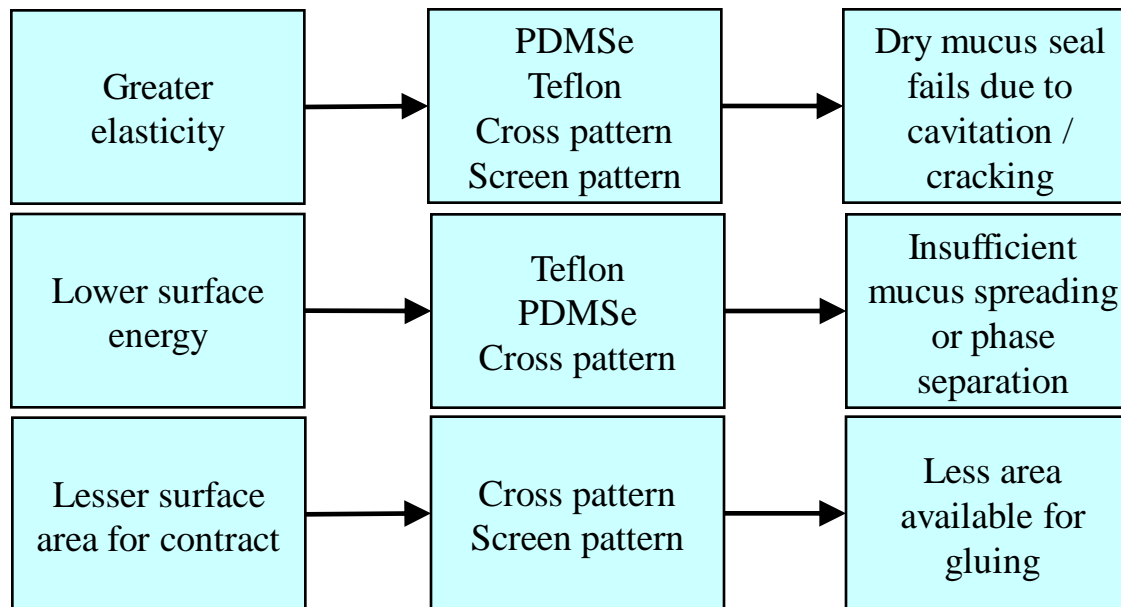 Greater
elasticity
PDMSe
Teflon
Cross pattern
Screen pattern
Dry mucus seal
fails due to
cavitation /
cracking
Lower surface
energy
Teflon
PDMSe
Cross pattern
Insufficient
mucus spreading
or phase
separation
Lesser surface
area for contract
Cross pattern
Screen pattern
Less area
available for
gluing